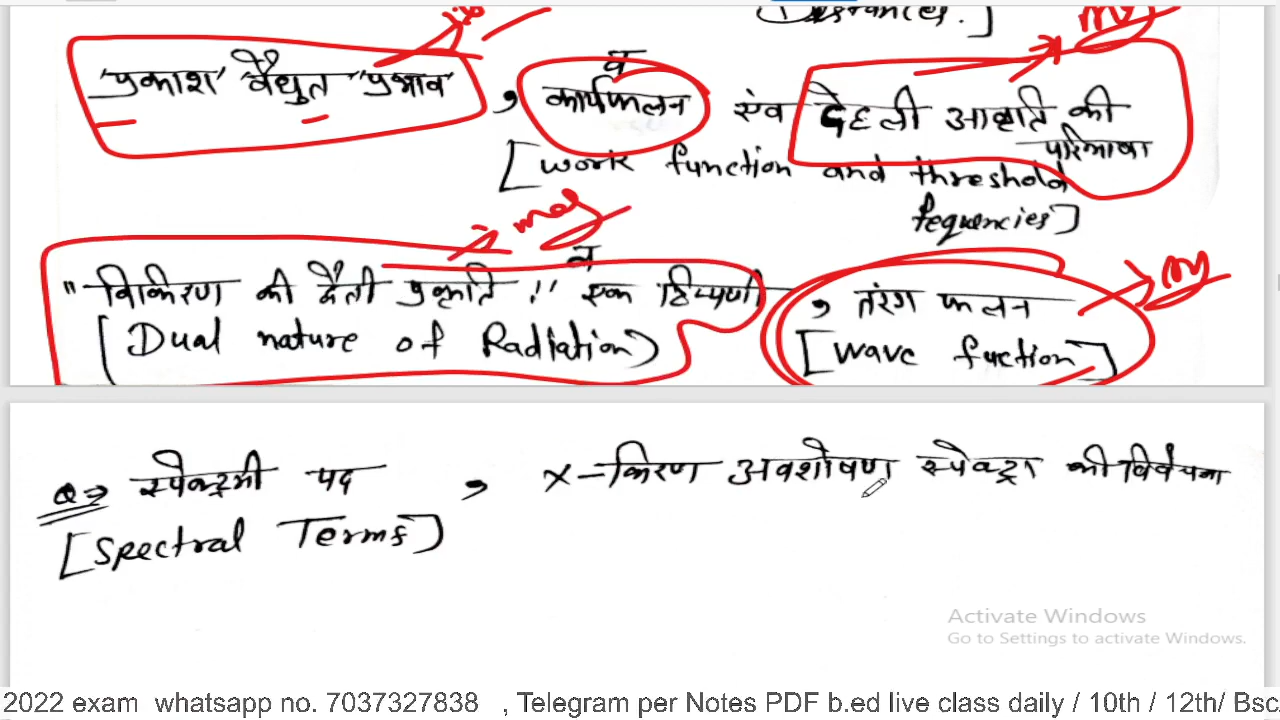 Distances.]
"प्रकाश वैधुत प्रभाव" , व कार्यफलन एंव देहली आवृति की परिभाषा
[work function and threshold
fequencies]
"विकिरण की द्वैती प्रकृति !! एक टिप्पणी , तरंग फलन
[Dual nature of Radiation) [wave fuction]
Q⇒ स्पेक्ट्रमी पद , X-किरण अवशोषण स्पेक्ट्रा की विवेचना
[Spectral Terms]
Activate Windows
Go to Settings to activate Windows.
2022 exam whatsapp no. 7037327838 , Telegram per Notes PDF b.ed live class daily / 10th / 12th/ Bsc